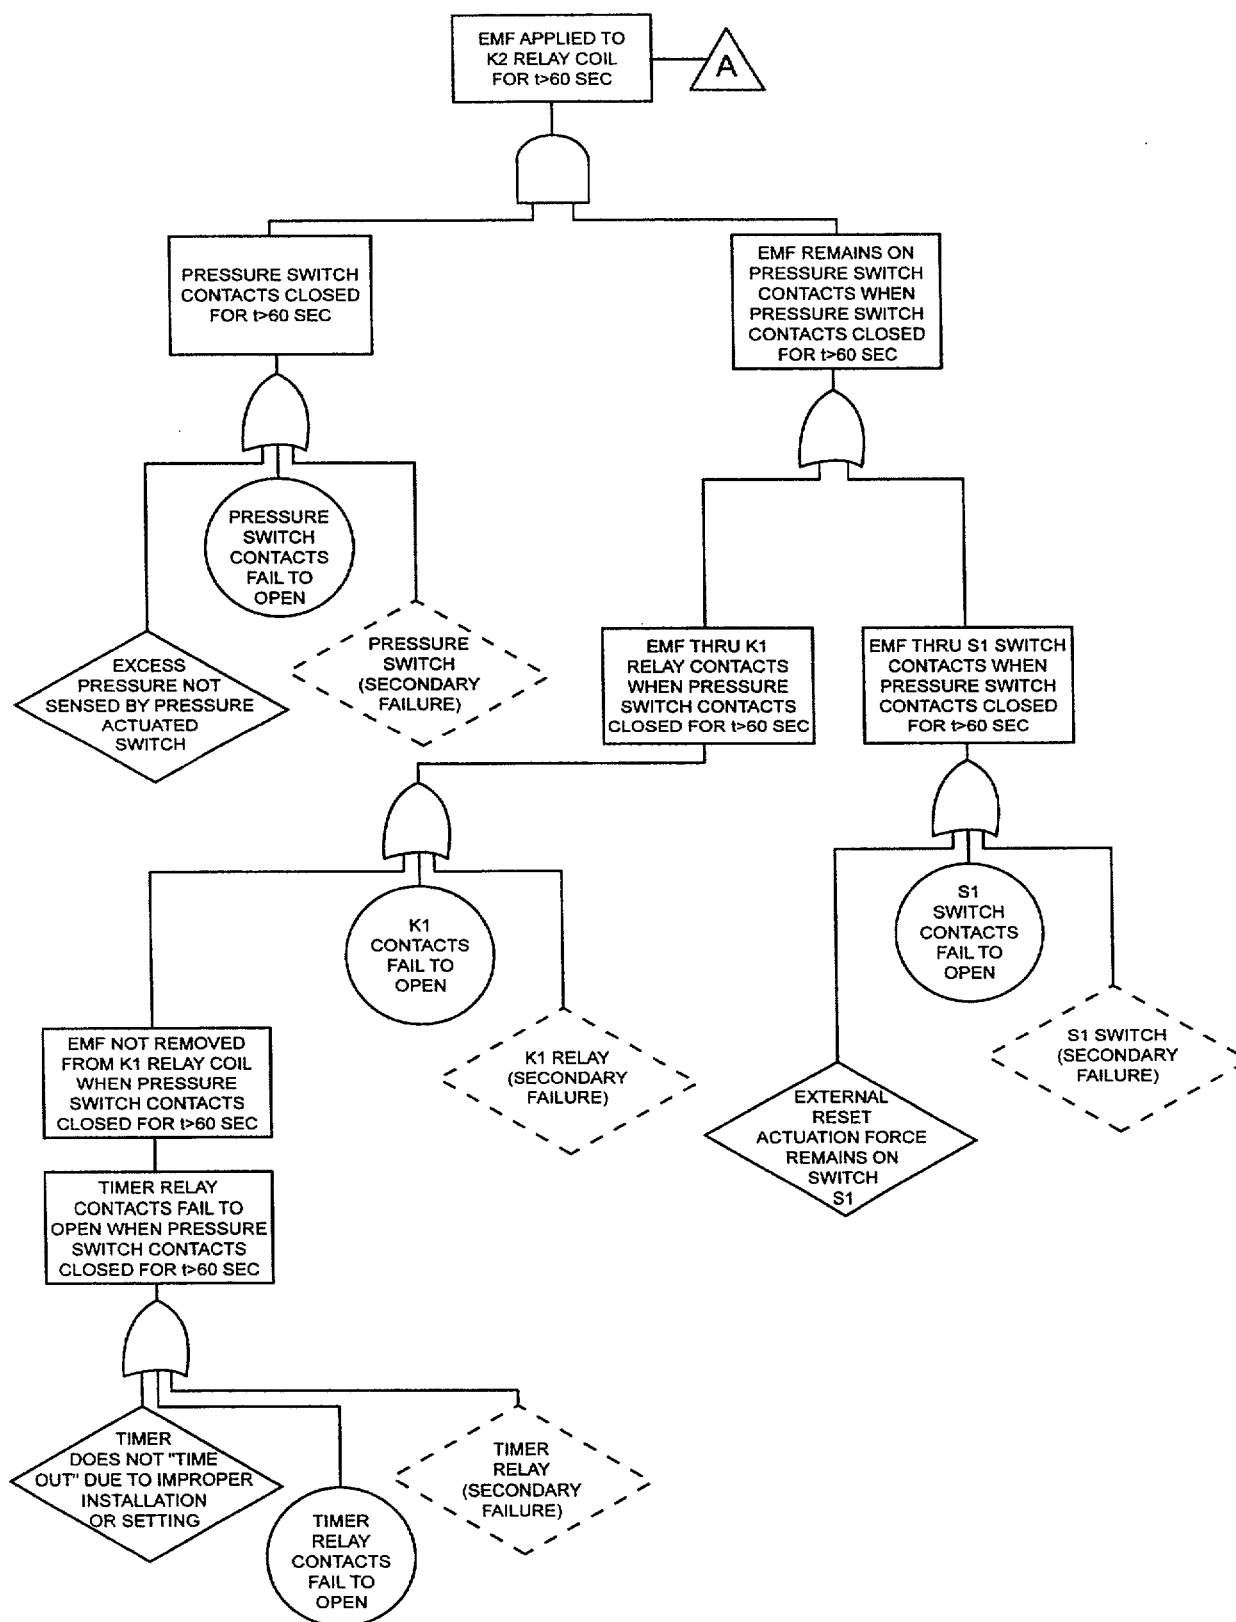 EMF APPLIED TO
K2 RELAY COIL
FOR t>60 SEC
A
PRESSURE SWITCH
CONTACTS CLOSED
FOR t>60 SEC
EMF REMAINS ON
PRESSURE SWITCH
CONTACTS WHEN
PRESSURE SWITCH
CONTACTS CLOSED
FOR t>60 SEC
PRESSURE
SWITCH
CONTACTS
FAIL TO
OPEN
EXCESS
PRESSURE NOT
SENSED BY PRESSURE
ACTUATED
SWITCH
PRESSURE
SWITCH
(SECONDARY
FAILURE)
EMF THRU K1
RELAY CONTACTS
WHEN PRESSURE
SWITCH CONTACTS
CLOSED FOR t>60 SEC
EMF THRU S1 SWITCH
CONTACTS WHEN
PRESSURE SWITCH
CONTACTS CLOSED
FOR t>60 SEC
K1
CONTACTS
FAIL TO
OPEN
S1
SWITCH
CONTACTS
FAIL TO
OPEN
EMF NOT REMOVED
FROM K1 RELAY COIL
WHEN PRESSURE
SWITCH CONTACTS
CLOSED FOR t>60 SEC
K1 RELAY
(SECONDARY
FAILURE)
EXTERNAL
RESET
ACTUATION FORCE
REMAINS ON
SWITCH
S1
S1 SWITCH
(SECONDARY
FAILURE)
TIMER RELAY
CONTACTS FAIL TO
OPEN WHEN PRESSURE
SWITCH CONTACTS
CLOSED FOR t>60 SEC
TIMER
DOES NOT "TIME
OUT" DUE TO IMPROPER
INSTALLATION
OR SETTING
TIMER
RELAY
CONTACTS
FAIL TO
OPEN
TIMER
RELAY
(SECONDARY
FAILURE)